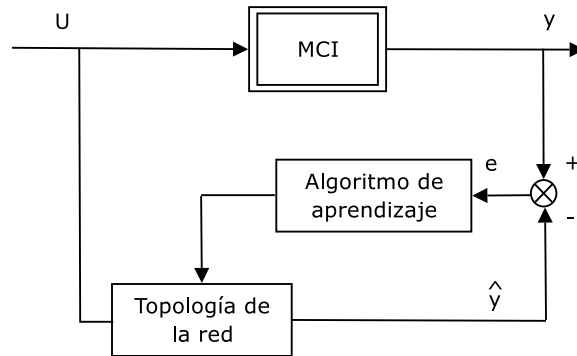 U
y
MCI
+
e
Algoritmo de
aprendizaje
-
ŷ
Topología de
la red